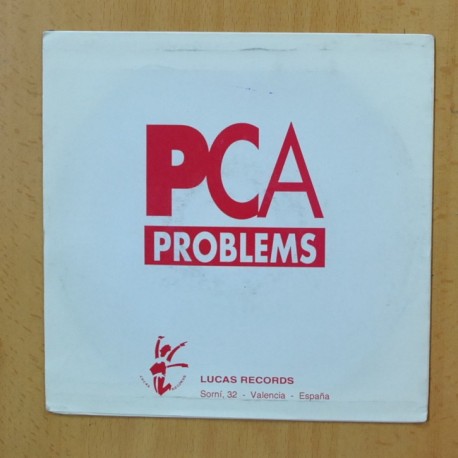 PCA
PROBLEMS
LUCAS RECORDS
Sorní, 32 - Valencia - España